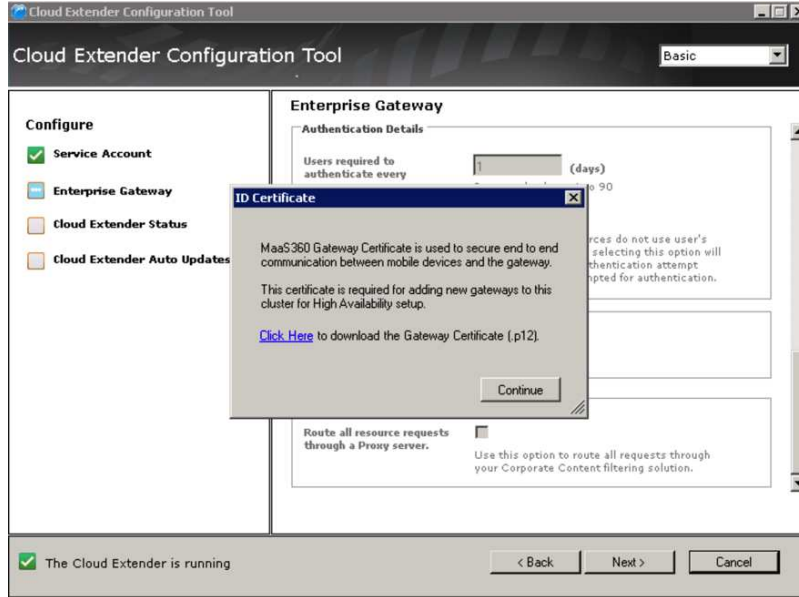 Cloud Extender Configuration Tool
Cloud Extender Configuration Tool
Basic
Configure
Service Account
Enterprise Gateway
Cloud Extender Status
Cloud Extender Auto Updates
Enterprise Gateway
Authentication Details
Users required to
authenticate every
1
(days)
90
rces do not use user's
selecting this option will
thentication attempt
npted for authentication.
ID Certificate
MaaS360 Gateway Certificate is used to secure end to end
communication between mobile devices and the gateway.
This certificate is required for adding new gateways to this
cluster for High Availability setup.
Click Here to download the Gateway Certificate (.p12).
Continue
Route all resource requests
through a Proxy server.
Use this option to route all requests through
your Corporate Content filtering solution.
The Cloud Extender is running
< Back
Next >
Cancel